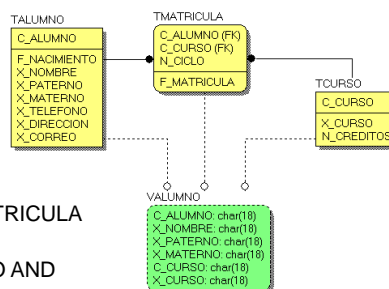 TALUMNO
C_ALUMNO
F_NACIMIENTO
X_NOMBRE
X_PATERNO
X_MATERNO
X_TELEFONO
X_DIRECCION
X_CORREO
TMATRICULA
C_ALUMNO (FK)
C_CURSO (FK)
N_CICLO
F_MATRICULA
TCURSO
C_CURSO
X_CURSO
N_CREDITOS
VALUMNO
C_ALUMNO: char(18)
X_NOMBRE: char(18)
X_PATERNO: char(18)
X_MATERNO: char(18)
C_CURSO: char(18)
X_CURSO: char(18)
TRICULA
O AND